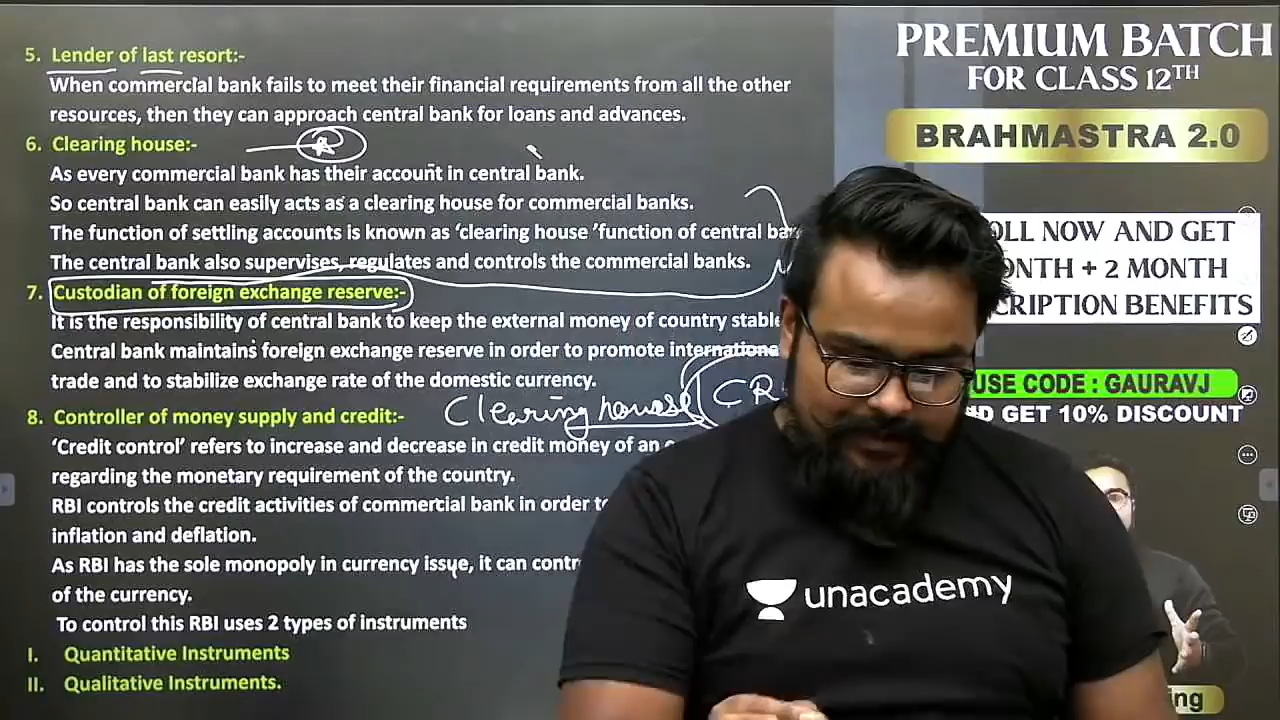 5. Lender of last resort:-
When commercial bank fails to meet their financial requirements from all the other
resources, then they can approach central bank for loans and advances.
6. Clearing house:-
As every commercial bank has their account in central bank.
So central bank can easily acts as a clearing house for commercial banks.
The function of settling accounts is known as ‘clearing house ’function of central
The central bank also supervises, regulates and controls the commercial banks.
7. Custodian of foreign exchange reserve:-
It is the responsibility of central bank to keep the external money of country stable
Central bank maintains foreign exchange reserve in order to promote
trade and to stabilize exchange rate of the domestic currency.
Clearing house CR
8. Controller of money supply and credit:-
‘Credit control’ refers to increase and decrease in credit money of an
regarding the monetary requirement of the country.
RBI controls the credit activities of commercial bank in order
inflation and deflation.
As RBI has the sole monopoly in currency issue, it can
of the currency.
To control this RBI uses 2 types of instruments
I. Quantitative Instruments
II. Qualitative Instruments.
PREMIUM BATCH
FOR CLASS 12TH
BRAHMASTRA 2.0
NOW AND GET
+ 2 MONTH
BENEFITS
USE CODE : GAURAVJ
GET 10% DISCOUNT
unacademy